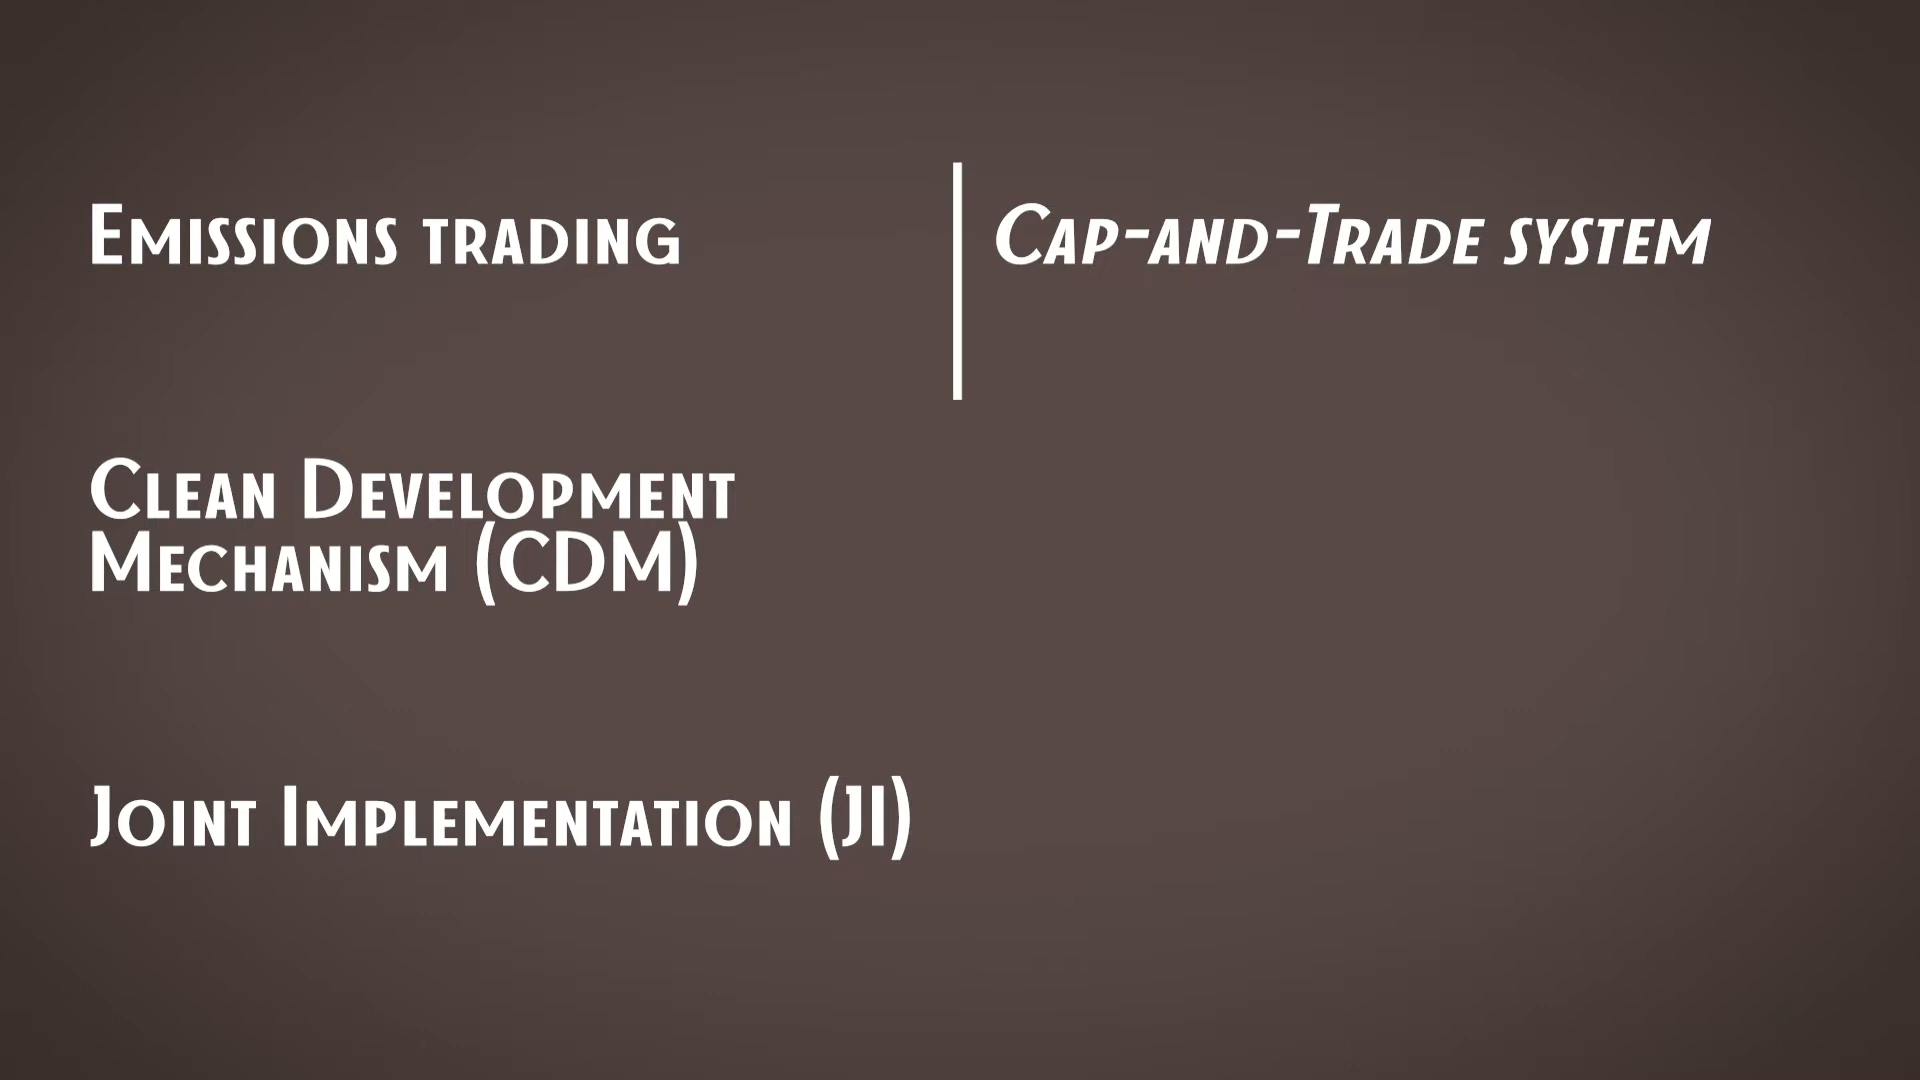 Emissions trading
Cap-and-Trade system
Clean Development
Mechanism (CDM)
Joint Implementation (JI)